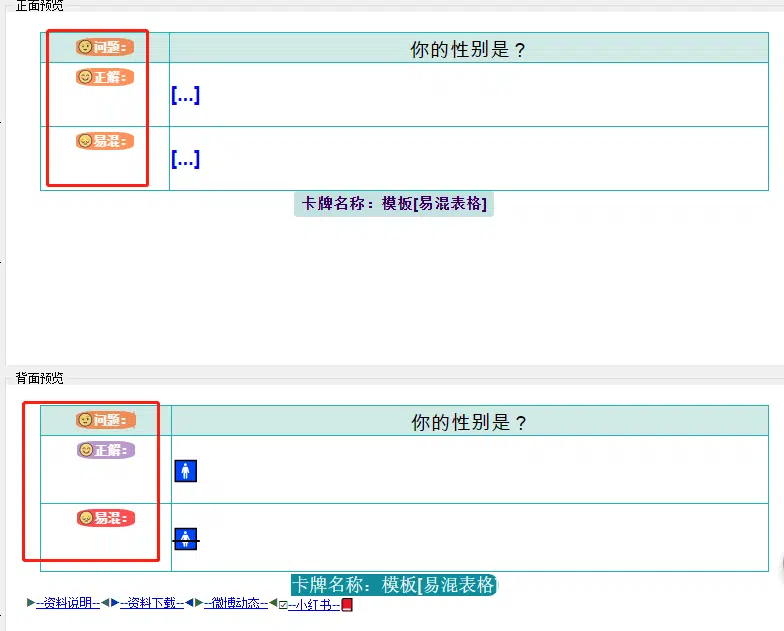 正面预览
问题: 你的性别是？
正解:
[...]
易混:
[...]
卡牌名称：模板[易混表格]
背面预览
问题: 你的性别是？
正解:
易混:
卡牌名称：模板[易混表格]
--资料说明-- --资料下载-- --微博动态-- --小红书--